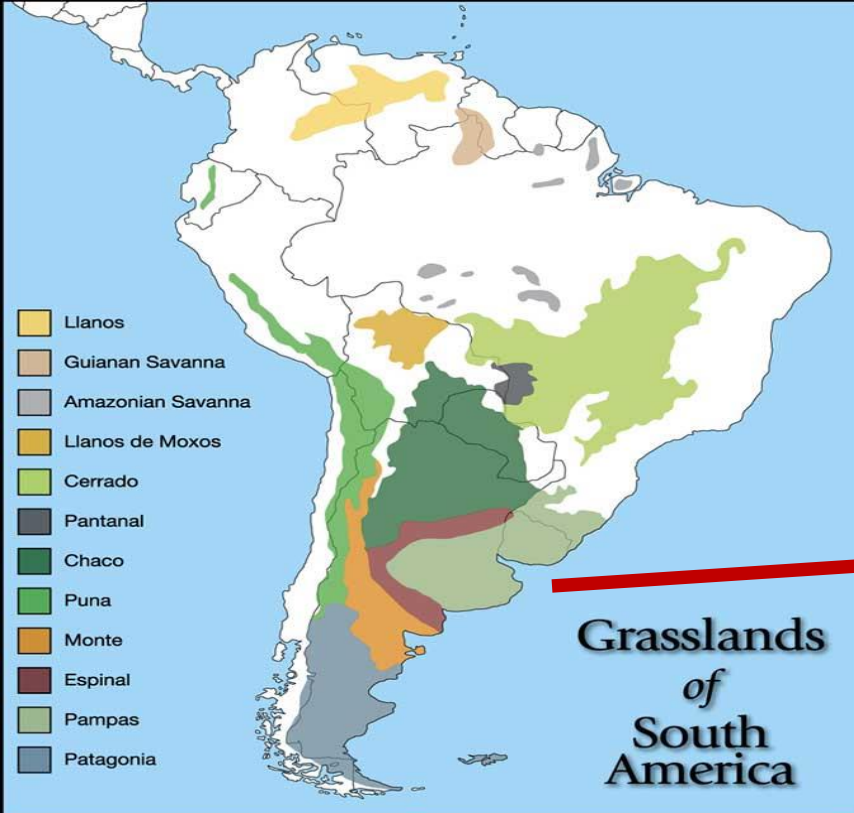 Llanos
Guianan Savanna
Amazonian Savanna
Llanos de Moxos
Cerrado
Pantanal
Chaco
Puna
Monte
Espinal
Pampas
Patagonia
Grasslands
of
South
America